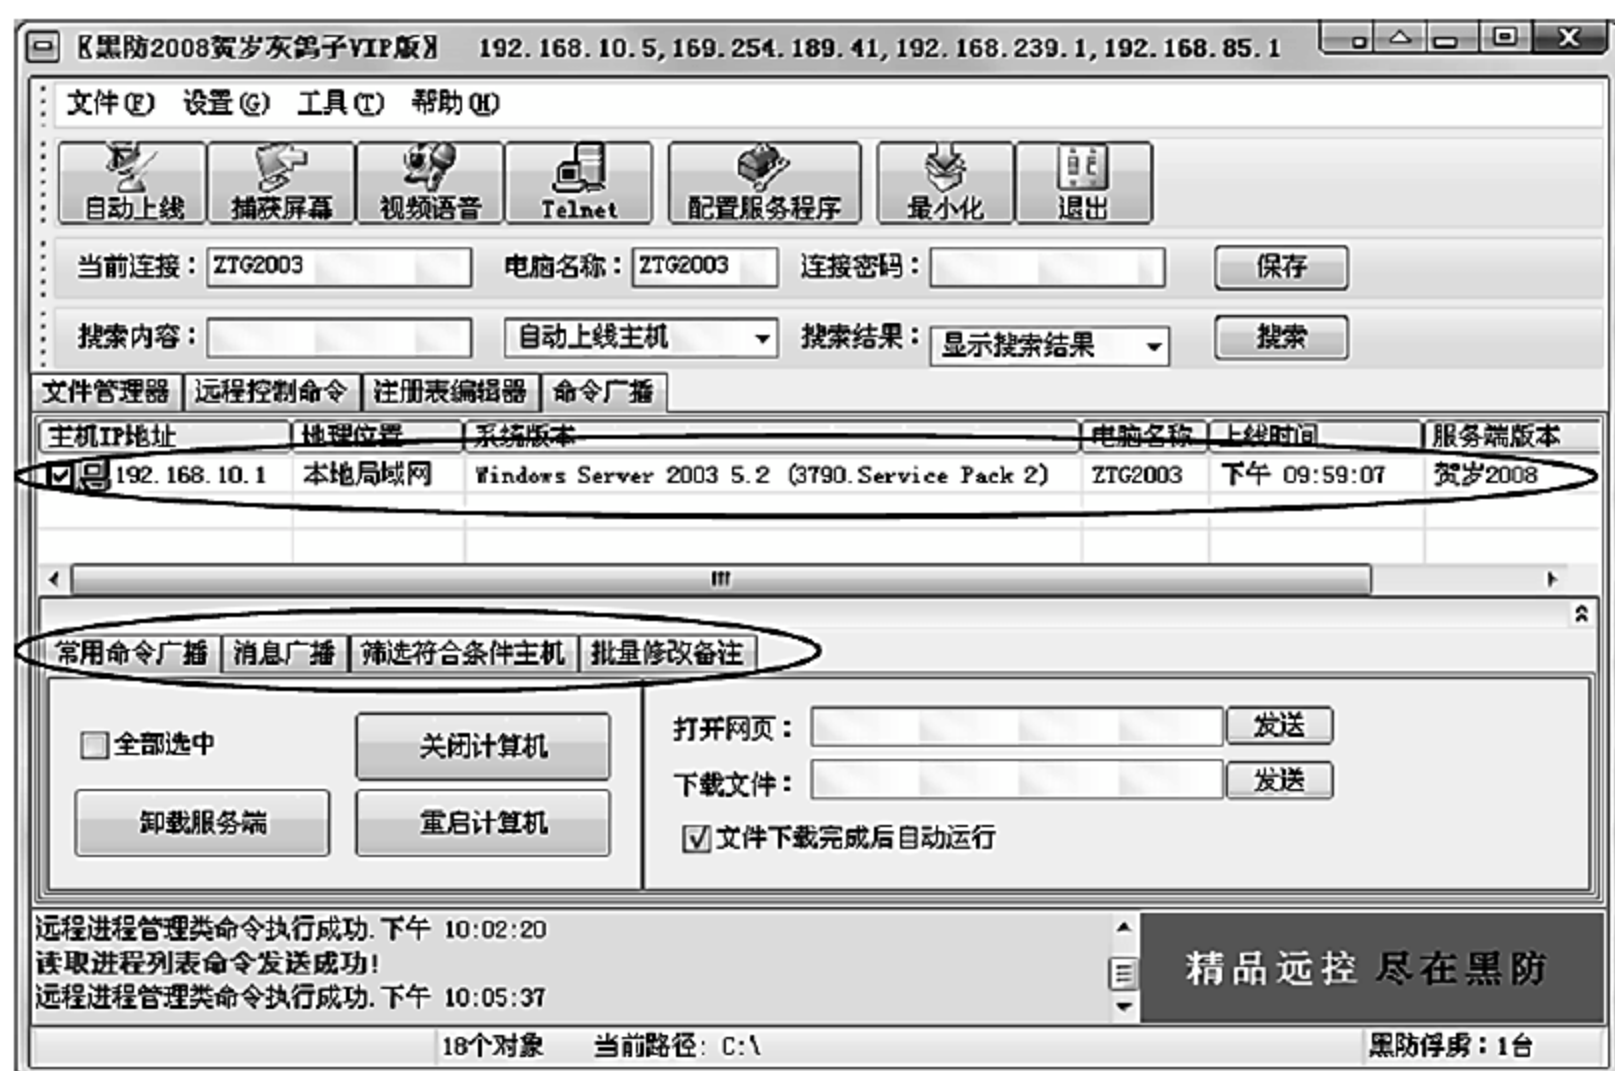 〖黑防2008贺岁灰鸽子VIP版〗 192.168.10.5,169.254.189.41,192.168.239.1,192.168.85.1
文件(F) 设置(G) 工具(T) 帮助(H)
自动上线 捕获屏幕 视频语音 Telnet 配置服务程序 最小化 退出
当前连接： ZTG2003 电脑名称： ZTG2003 连接密码： 保存
搜索内容： 自动上线主机 搜索结果： 显示搜索结果 搜索
文件管理器 远程控制命令 注册表编辑器 命令广播
主机IP地址 地理位置 系统版本 电脑名称 上线时间 服务端版本
192.168.10.1 本地局域网 Windows Server 2003 5.2 (3790.Service Pack 2) ZTG2003 下午 09:59:07 贺岁2008
常用命令广播 消息广播 筛选符合条件主机 批量修改备注
全部选中 关闭计算机 打开网页： 发送
下载文件： 发送
卸载服务端 重启计算机 文件下载完成后自动运行
远程进程管理类命令执行成功.下午 10:02:20
读取进程列表命令发送成功!
远程进程管理类命令执行成功.下午 10:05:37
精品远控 尽在黑防
18个对象 当前路径: C:\ 黑防俘虏：1台